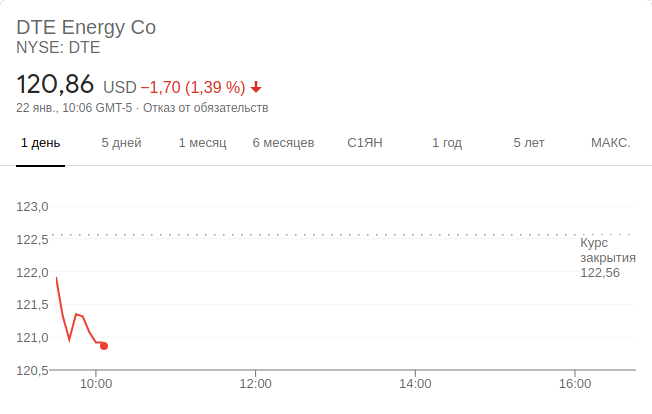 DTE Energy Co
NYSE: DTE
120,86 USD −1,70 (1,39 %)
22 янв., 10:06 GMT-5 · Отказ от обязательств
1 день 5 дней 1 месяц 6 месяцев С1ЯН 1 год 5 лет МАКС.
123,0
122,5
Курс
закрытия
122,56
122,0
121,5
121,0
120,5
10:00 12:00 14:00 16:00